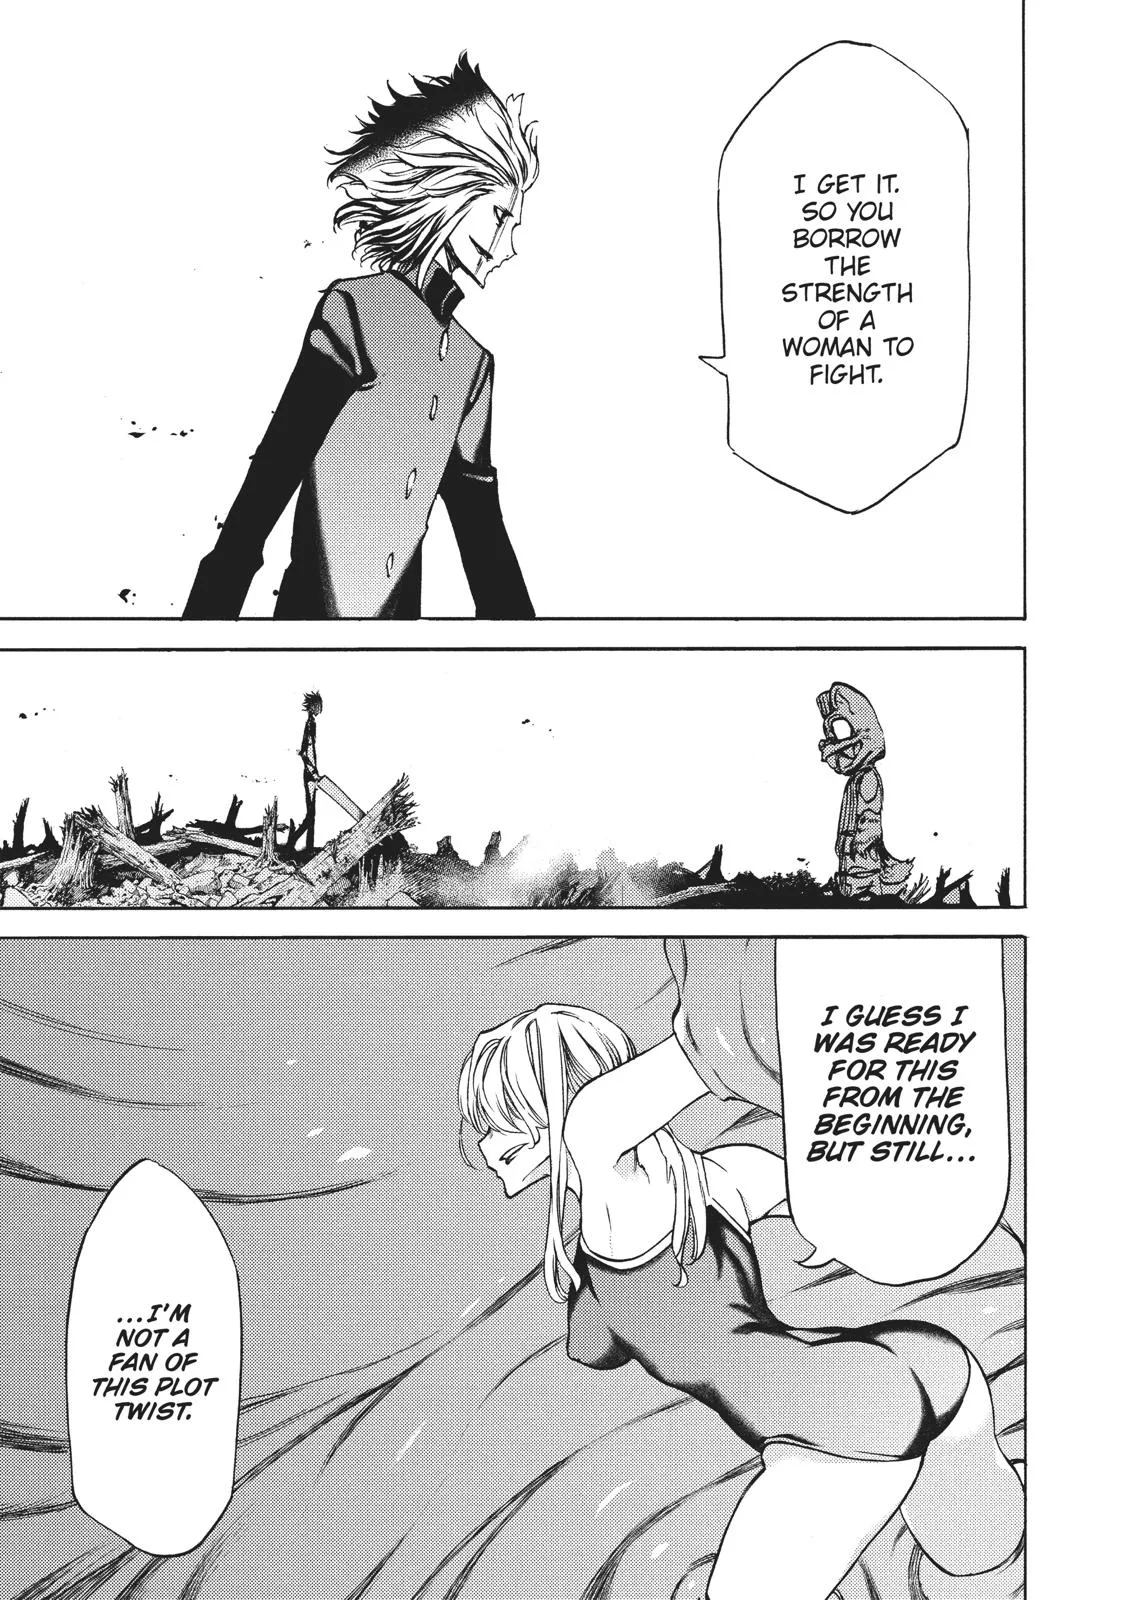 I GET IT.
SO YOU
BORROW
THE
STRENGTH
OF A
WOMAN TO
FIGHT.
I GUESS I
WAS READY
FOR THIS
FROM THE
BEGINNING,
BUT STILL...
...I'M
NOT A
FAN OF
THIS PLOT
TWIST.